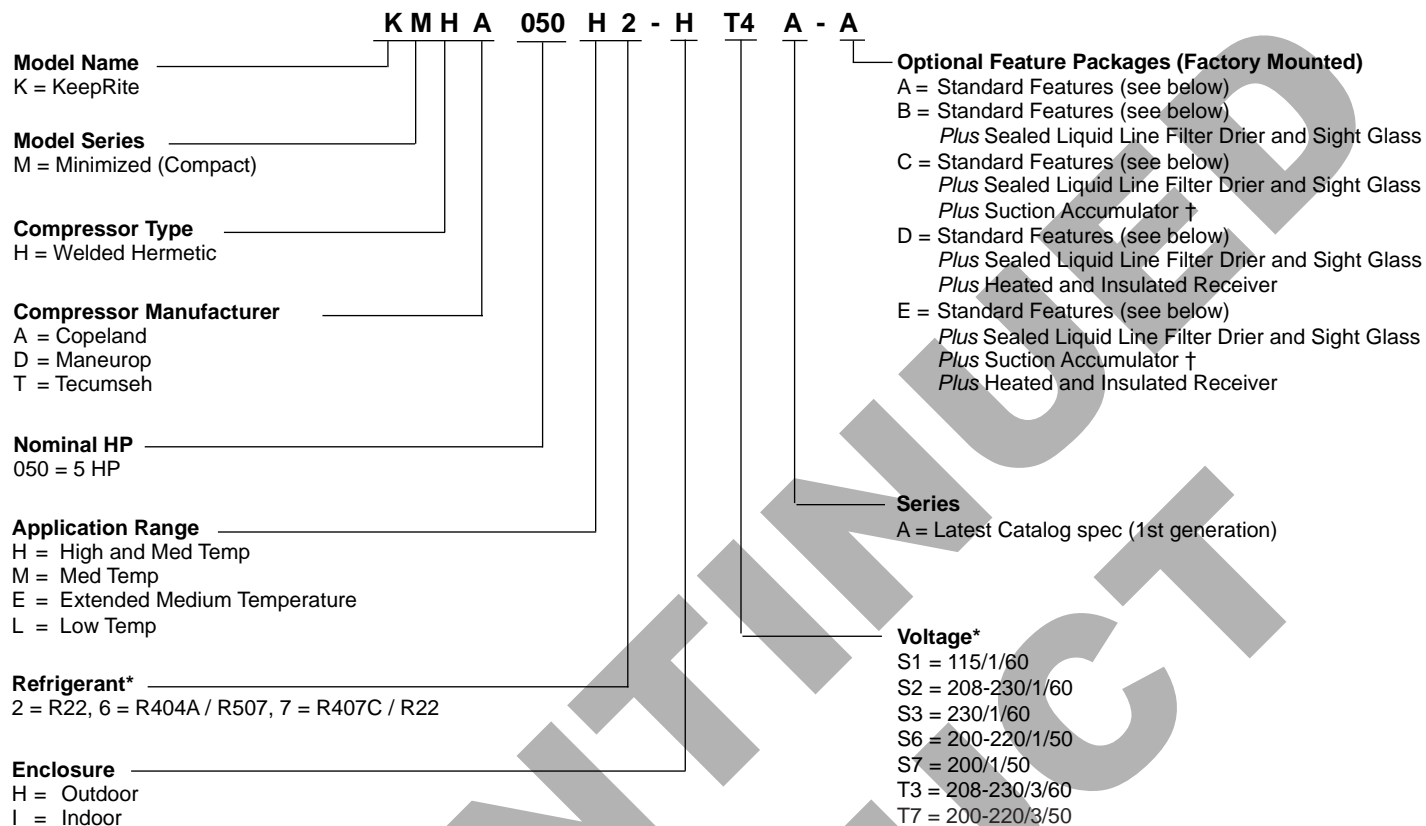 K M H A 050 H 2 - H T4 A - A
Model Name
K = KeepRite
Model Series
M = Minimized (Compact)
Compressor Type
H = Welded Hermetic
Compressor Manufacturer
A = Copeland
D = Maneurop
T = Tecumseh
Nominal HP
050 = 5 HP
Application Range
H = High and Med Temp
M = Med Temp
E = Extended Medium Temperature
L = Low Temp
Refrigerant*
2 = R22, 6 = R404A / R507, 7 = R407C / R22
Enclosure
H = Outdoor
I = Indoor
Optional Feature Packages (Factory Mounted)
A = Standard Features (see below)
B = Standard Features (see below)
Plus Sealed Liquid Line Filter Drier and Sight Glass
C = Standard Features (see below)
Plus Sealed Liquid Line Filter Drier and Sight Glass
Plus Suction Accumulator †
D = Standard Features (see below)
Plus Sealed Liquid Line Filter Drier and Sight Glass
Plus Heated and Insulated Receiver
E = Standard Features (see below)
Plus Sealed Liquid Line Filter Drier and Sight Glass
Plus Suction Accumulator †
Plus Heated and Insulated Receiver
Series
A = Latest Catalog spec (1st generation)
Voltage*
S1 = 115/1/60
S2 = 208-230/1/60
S3 = 230/1/60
S6 = 200-220/1/50
S7 = 200/1/50
T3 = 208-230/3/60
T7 = 200-220/3/50